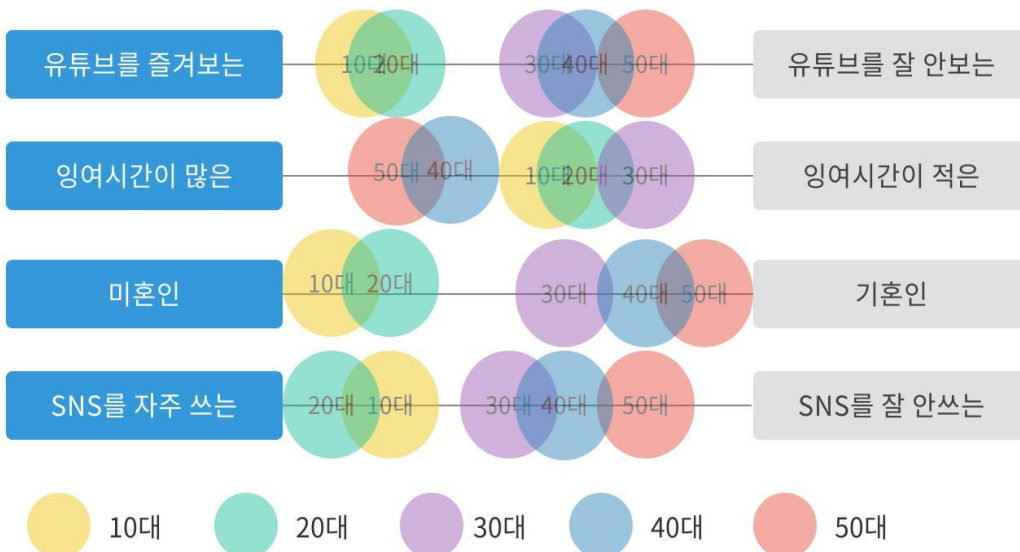 유튜브를 즐겨보는 10대 20대 30대 40대 50대 유튜브를 잘 안보는
잉여시간이 많은 50대 40대 10대 20대 30대 잉여시간이 적은
미혼인 10대 20대 30대 40대 50대 기혼인
SNS를 자주 쓰는 20대 10대 30대 40대 50대 SNS를 잘 안쓰는
10대 20대 30대 40대 50대